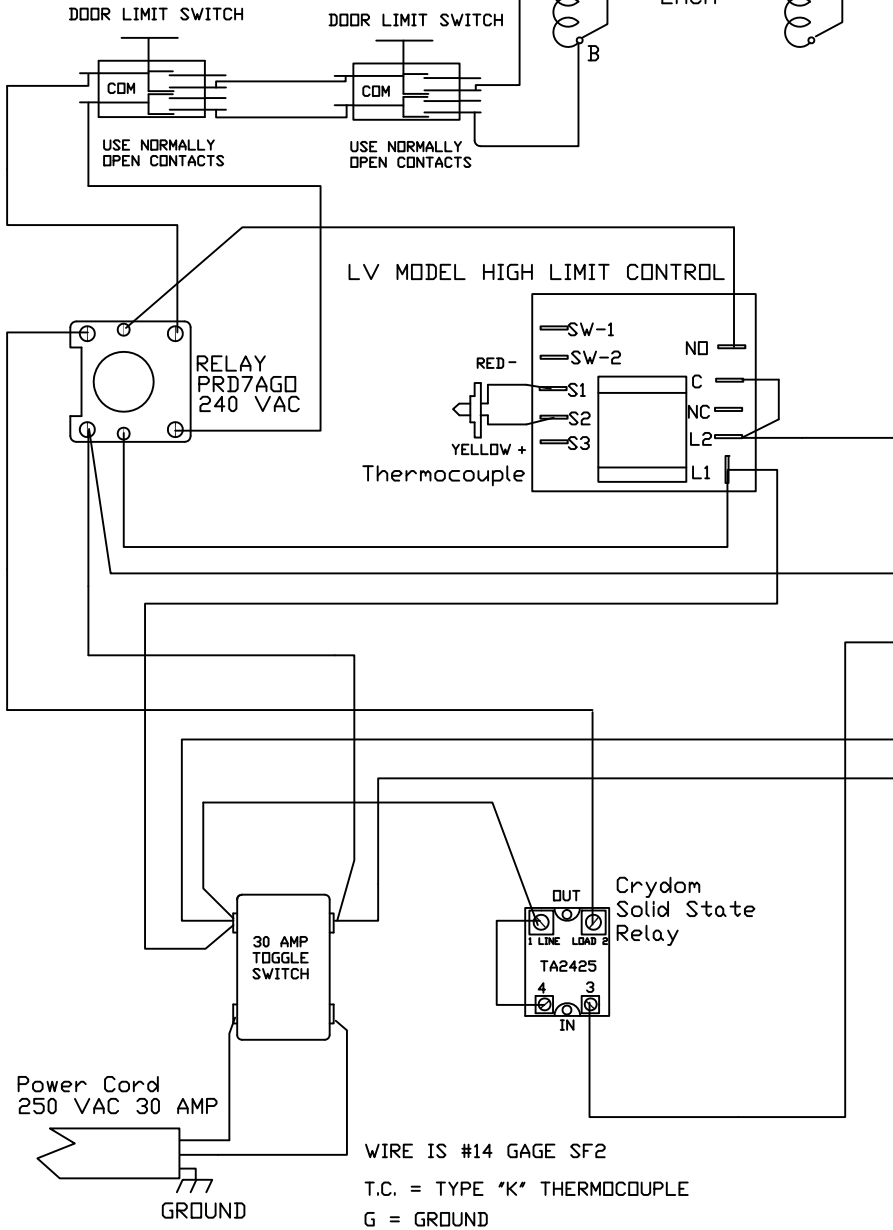 DOOR LIMIT SWITCH
DOOR LIMIT SWITCH
B
COM
COM
USE NORMALLY
OPEN CONTACTS
USE NORMALLY
OPEN CONTACTS
LV MODEL HIGH LIMIT CONTROL
SW-1
SW-2
S1
S2
S3
NO
C
NC
L2
L1
RED-
YELLOW +
Thermocouple
RELAY
PRD7AGO
240 VAC
30 AMP
TOGGLE
SWITCH
OUT
1 LINE
LOAD 2
TA2425
4
3
IN
Crydom
Solid State
Relay
Power Cord
250 VAC 30 AMP
GROUND
WIRE IS #14 GAGE SF2
T.C. = TYPE "K" THERMOCOUPLE
G = GROUND